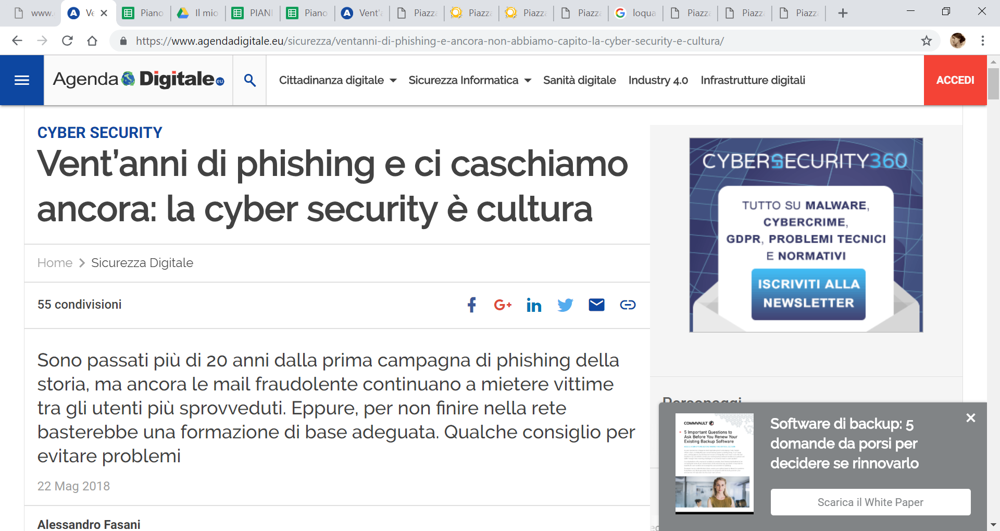 www.
Ve
Piano
Il mio
PIANI
Piano
Vent'a
Piazza
Piazza
Piazza
Piazza
loqua
Piazza
Piazza
Piazza
https://www.agendadigitale.eu/sicurezza/ventanni-di-phishing-e-ancora-non-abbiamo-capito-la-cyber-security-e-cultura/
Agenda Digitale eu
Cittadinanza digitale
Sicurezza Informatica
Sanità digitale
Industry 4.0
Infrastrutture digitali
ACCEDI
CYBER SECURITY
Vent’anni di phishing e ci caschiamo
ancora: la cyber security è cultura
Home
Sicurezza Digitale
55 condivisioni
Sono passati più di 20 anni dalla prima campagna di phishing della
storia, ma ancora le mail fraudolente continuano a mietere vittime
tra gli utenti più sprovveduti. Eppure, per non finire nella rete
basterebbe una formazione di base adeguata. Qualche consiglio per
evitare problemi
22 Mag 2018
Alessandro Fasani
CYBERSECURITY360
TUTTO SU MALWARE,
CYBERCRIME,
GDPR, PROBLEMI TECNICI
E NORMATIVI
ISCRIVITI ALLA
NEWSLETTER
Personaggi
COMMVAULT
5 Important Questions to
Ask Before You Renew Your
Existing Backup Software
Software di backup: 5
domande da porsi per
decidere se rinnovarlo
Scarica il White Paper